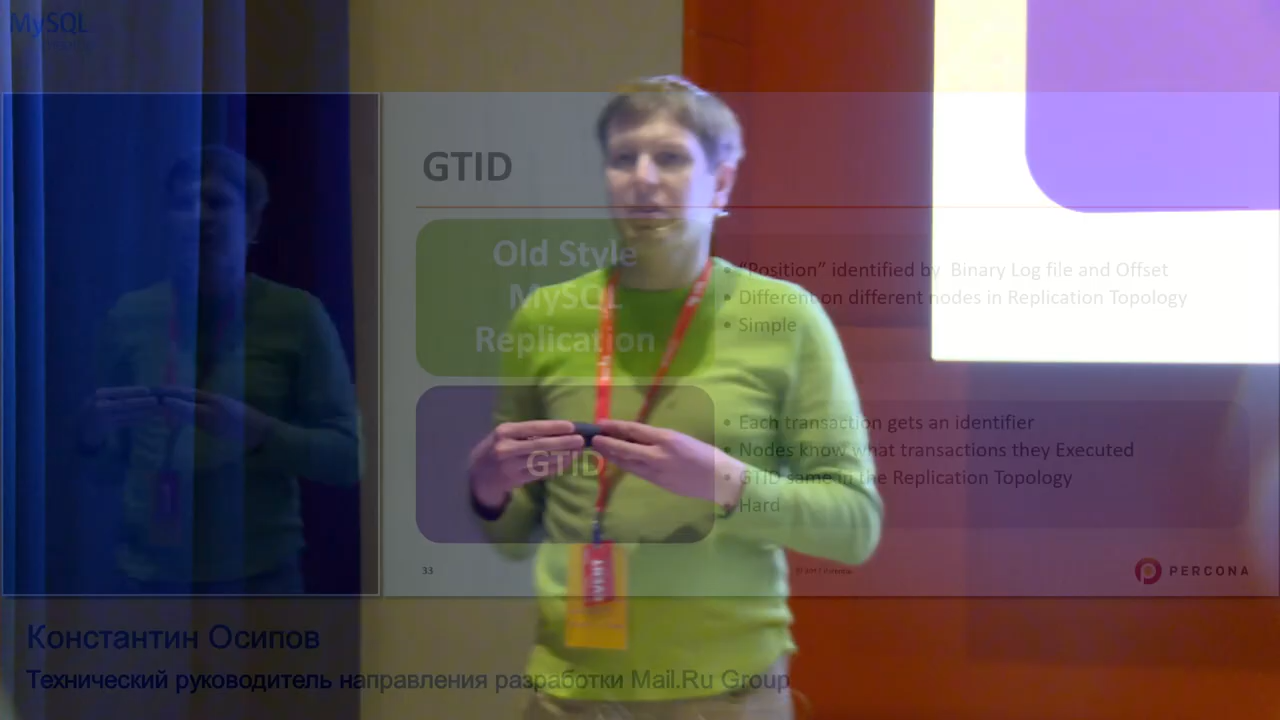 MySQL
GTID
Old Style
MySQL
Replication
• “Position” identified by Binary Log file and Offset
• Different on different nodes in Replication Topology
• Simple
GTID
• Each transaction gets an identifier
• Nodes know what transactions they Executed
• GTID same in the Replication Topology
• Hard
33
PERCONA
Константин Осипов
Технический руководитель направления разработки Mail.Ru Group